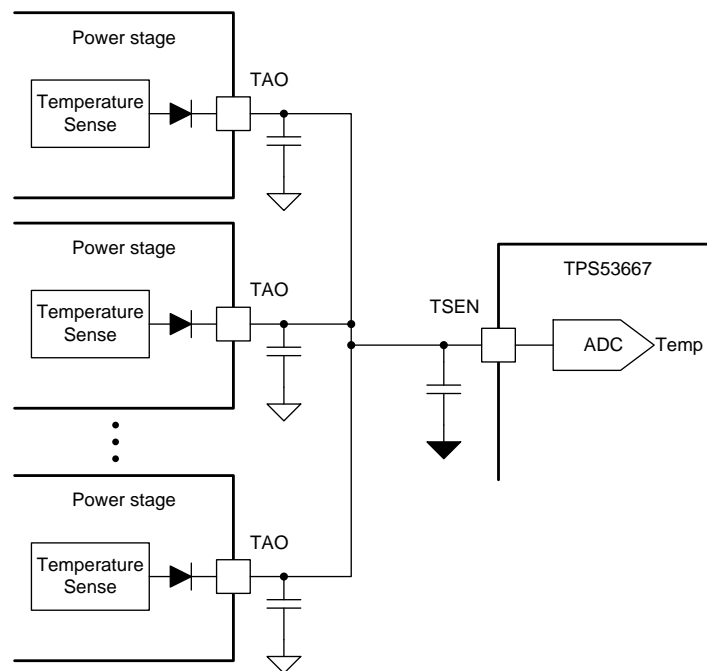 Power stage
TAO
Temperature
Sense
Power stage
TAO
Temperature
Sense
TPS53667
TSEN
ADC
Temp
Power stage
TAO
Temperature
Sense